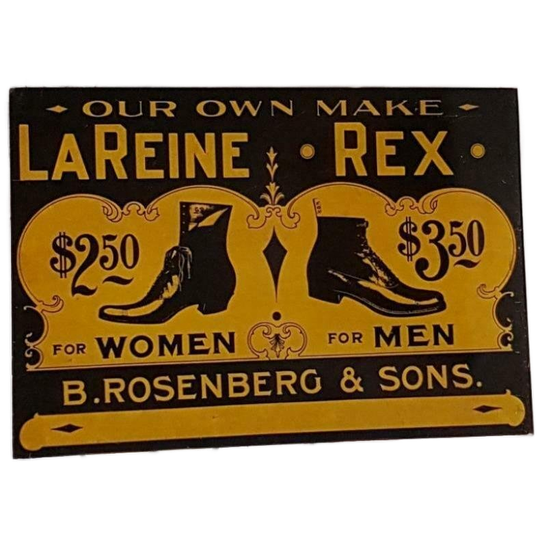 OUR OWN MAKE
LAREINE · REX ·
$2.50 $3.50
FOR WOMEN FOR MEN
B. ROSENBERG & SONS.